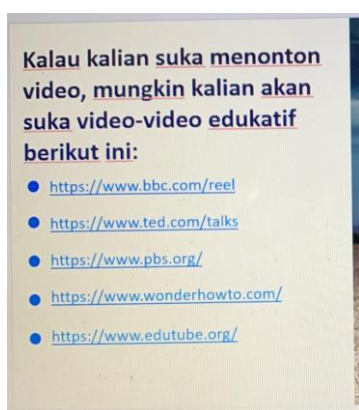 Kalau kalian suka menonton
video, mungkin kalian akan
suka video-video edukatif
berikut ini:
https://www.bbc.com/reel
https://www.ted.com/talks
https://www.pbs.org/
https://www.wonderhowto.com/
https://www.edutube.org/